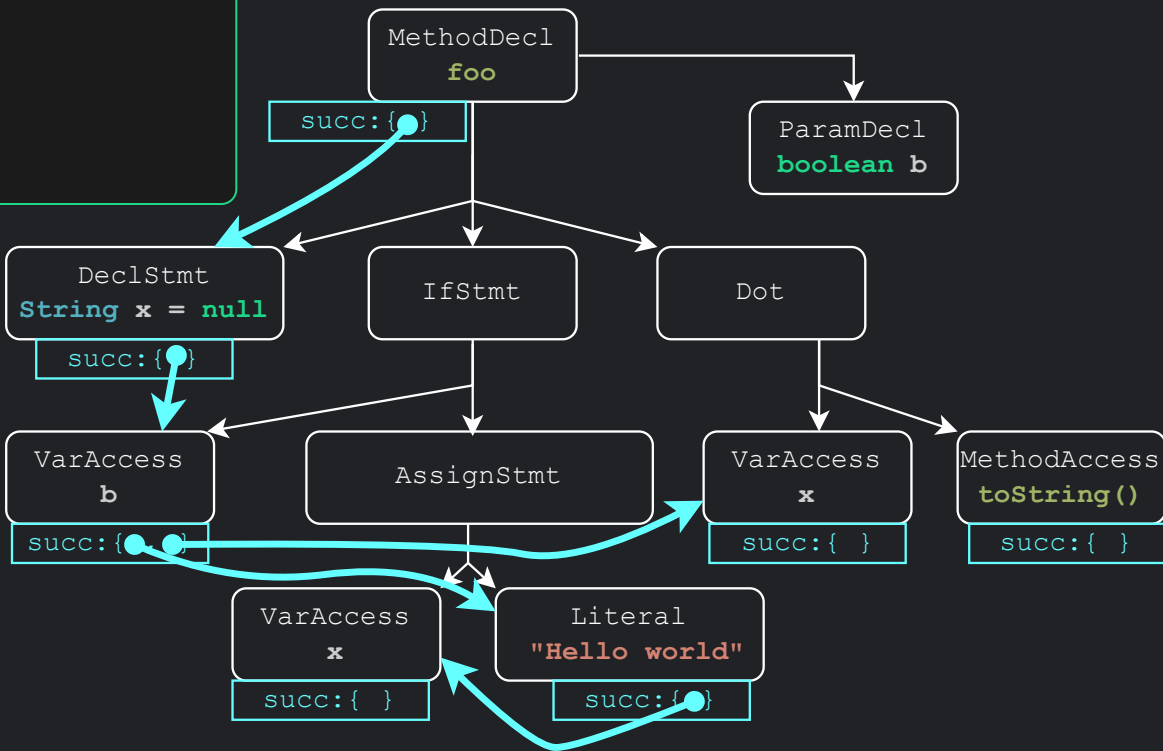 MethodDecl
foo
succ:{ }
ParamDecl
boolean b
DeclStmt
String x = null
succ:{ }
IfStmt
Dot
VarAccess
b
succ:{ , }
AssignStmt
VarAccess
x
succ:{ }
MethodAccess
toString()
succ:{ }
VarAccess
x
succ:{ }
Literal
"Hello world"
succ:{ }